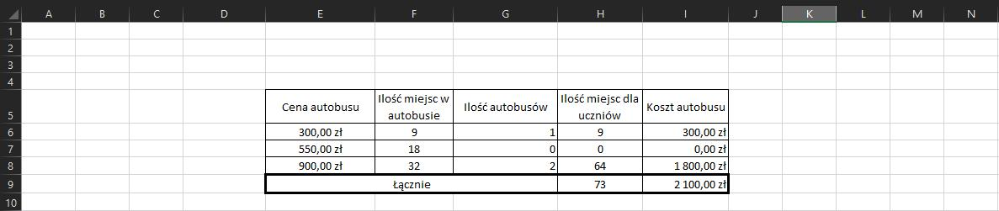 A B C D E F G H I J K L M N
1
2
3
4
5 Cena autobusu Ilość miejsc w autobusie Ilość autobusów Ilość miejsc dla uczniów Koszt autobusu
6 300,00 zł 9 1 9 300,00 zł
7 550,00 zł 18 0 0 0,00 zł
8 900,00 zł 32 2 64 1 800,00 zł
9 Łącznie 73 2 100,00 zł
10